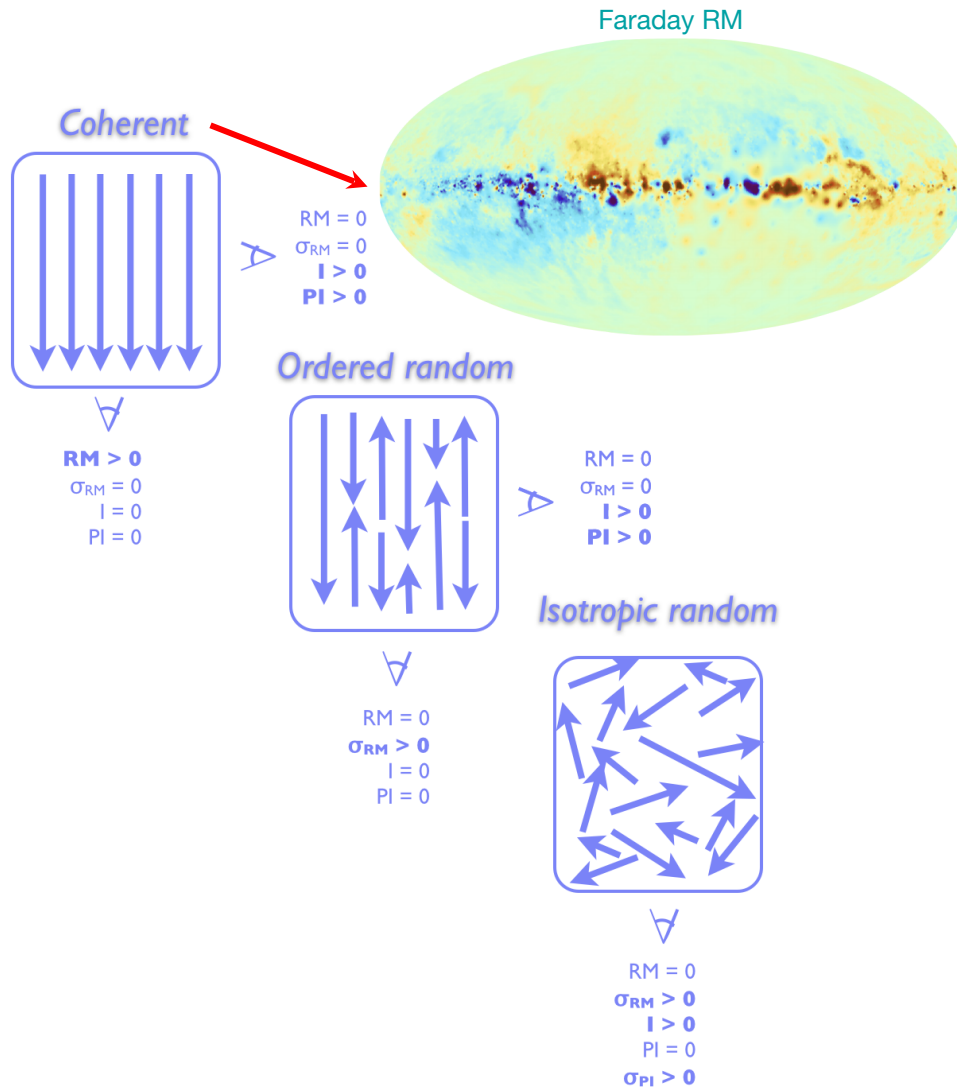 Faraday RM
Coherent
RM = 0
σRM = 0
I > 0
PI > 0
RM > 0
σRM = 0
I = 0
PI = 0
Ordered random
RM = 0
σRM = 0
I > 0
PI > 0
RM = 0
σRM > 0
I = 0
PI = 0
Isotropic random
RM = 0
σRM > 0
I > 0
PI = 0
σPI > 0